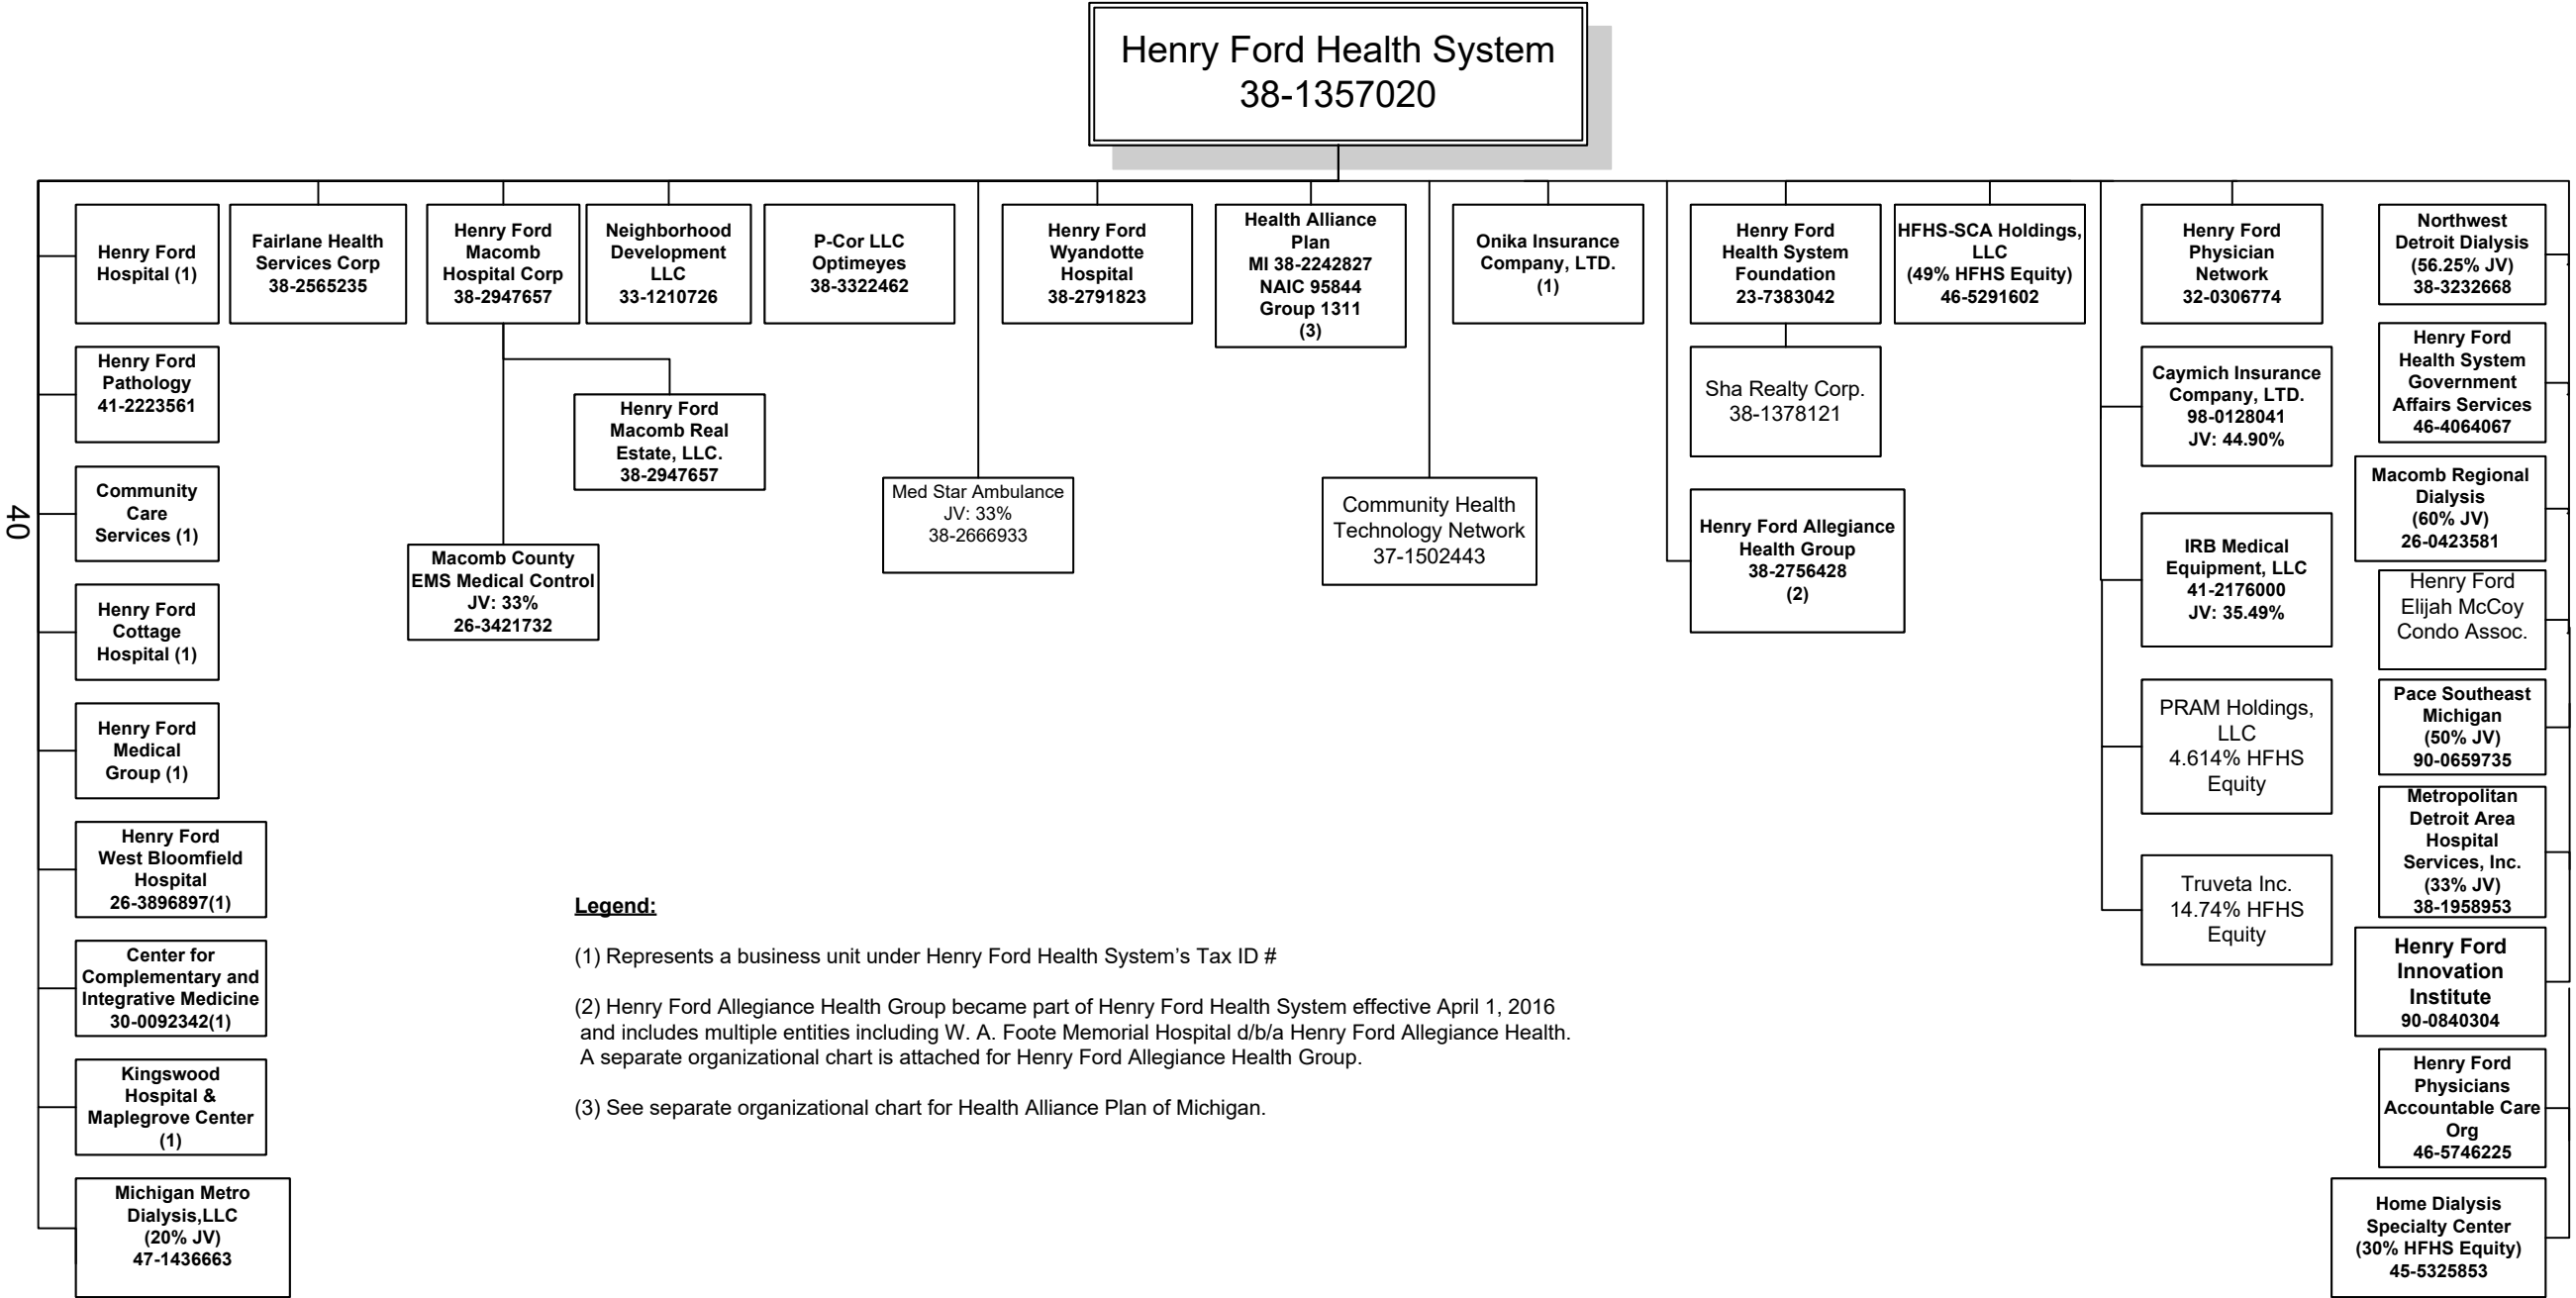 Henry Ford Health System
38-1357020
Henry Ford
Hospital (1)
Fairlane Health
Services Corp
38-2565235
Henry Ford
Macomb
Hospital Corp
38-2947657
Neighborhood
Development
LLC
33-1210726
P-Cor LLC
Optimeyes
38-3322462
Henry Ford
Wyandotte
Hospital
38-2791823
Health Alliance
Plan
MI 38-2242827
NAIC 95844
Group 1311
(3)
Onika Insurance
Company, LTD.
(1)
Henry Ford
Health System
Foundation
23-7383042
HFHS-SCA Holdings,
LLC
(49% HFHS Equity)
46-5291602
Henry Ford
Physician
Network
32-0306774
Northwest
Detroit Dialysis
(56.25% JV)
38-3232668
Henry Ford
Pathology
41-2223561
Henry Ford
Macomb Real
Estate, LLC.
38-2947657
Sha Realty Corp.
38-1378121
Caymich Insurance
Company, LTD.
98-0128041
JV: 44.90%
Henry Ford
Health System
Government
Affairs Services
46-4064067
40
Community
Care
Services (1)
Macomb County
EMS Medical Control
JV: 33%
26-3421732
Med Star Ambulance
JV: 33%
38-2666933
Community Health
Technology Network
37-1502443
Henry Ford Allegiance
Health Group
38-2756428
(2)
IRB Medical
Equipment, LLC
41-2176000
JV: 35.49%
Macomb Regional
Dialysis
(60% JV)
26-0423581
Henry Ford
Cottage
Hospital (1)
Henry Ford
Elijah McCoy
Condo Assoc.
Henry Ford
Medical
Group (1)
PRAM Holdings,
LLC
4.614% HFHS
Equity
Pace Southeast
Michigan
(50% JV)
90-0659735
Henry Ford
West Bloomfield
Hospital
26-3896897(1)
Truveta Inc.
14.74% HFHS
Equity
Metropolitan
Detroit Area
Hospital
Services, Inc.
(33% JV)
38-1958953
Center for
Complementary and
Integrative Medicine
30-0092342(1)
Henry Ford
Innovation
Institute
90-0840304
Kingswood
Hospital &
Maplegrove Center
(1)
Henry Ford
Physicians
Accountable Care
Org
46-5746225
Michigan Metro
Dialysis,LLC
(20% JV)
47-1436663
Home Dialysis
Specialty Center
(30% HFHS Equity)
45-5325853
Legend:
(1) Represents a business unit under Henry Ford Health System's Tax ID #
(2) Henry Ford Allegiance Health Group became part of Henry Ford Health System effective April 1, 2016
and includes multiple entities including W. A. Foote Memorial Hospital d/b/a Henry Ford Allegiance Health.
A separate organizational chart is attached for Henry Ford Allegiance Health Group.
(3) See separate organizational chart for Health Alliance Plan of Michigan.